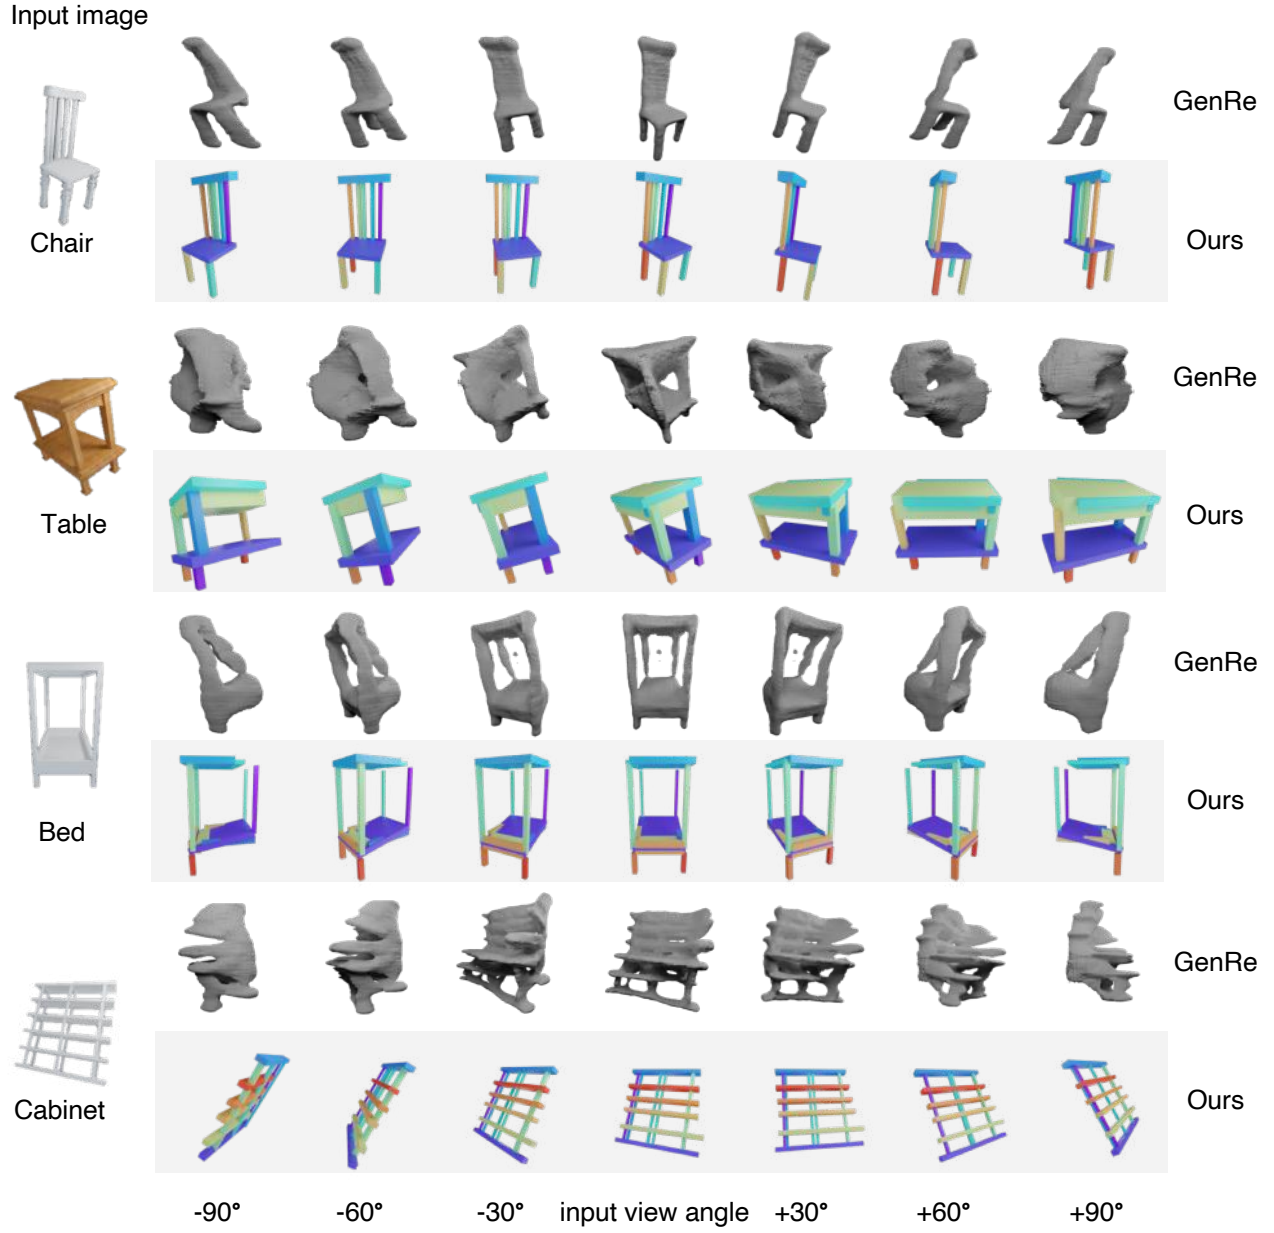 Input image
GenRe
Chair
Ours
GenRe
Table
Ours
GenRe
Bed
Ours
GenRe
Cabinet
Ours
-90°
-60°
-30°
input view angle
+30°
+60°
+90°